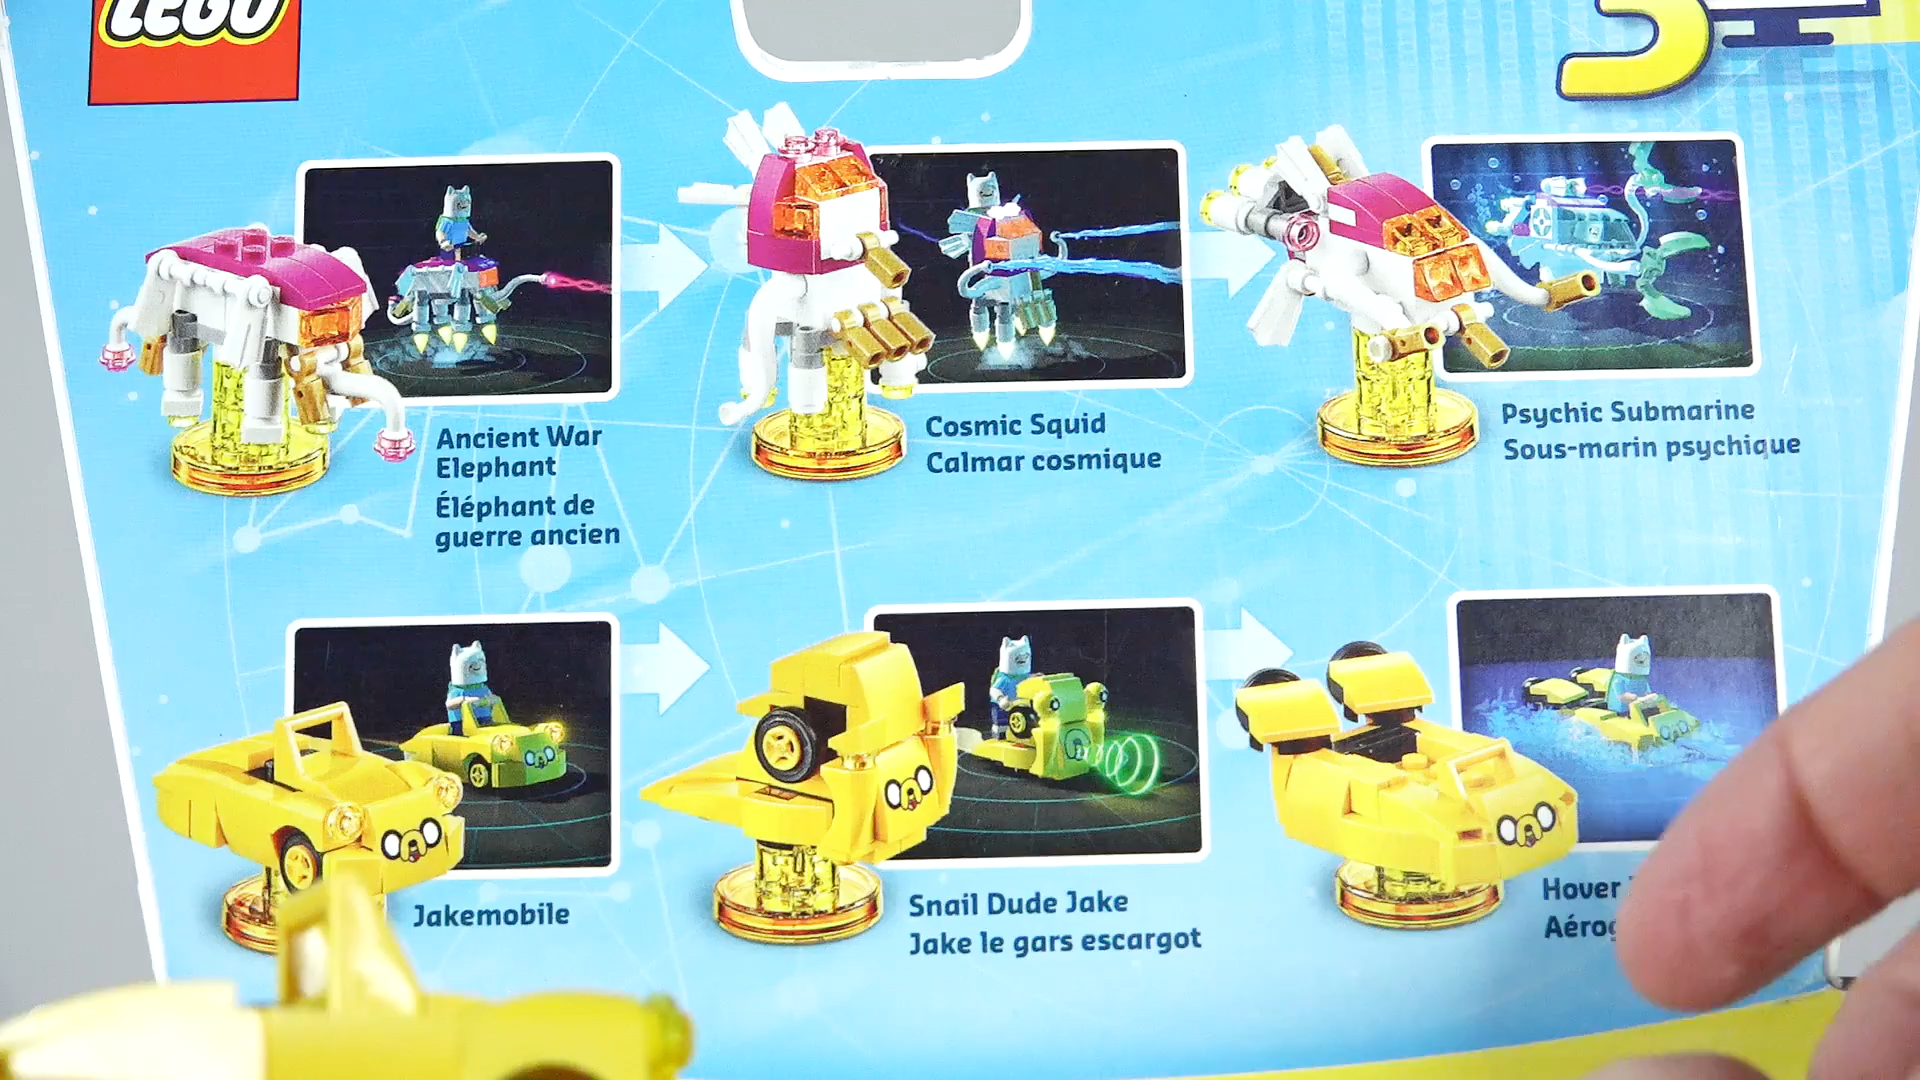 LEGO
3
Ancient War
Elephant
Éléphant de
guerre ancien
Cosmic Squid
Calmar cosmique
Psychic Submarine
Sous-marin psychique
Jakemobile
Snail Dude Jake
Jake le gars escargot
Hover